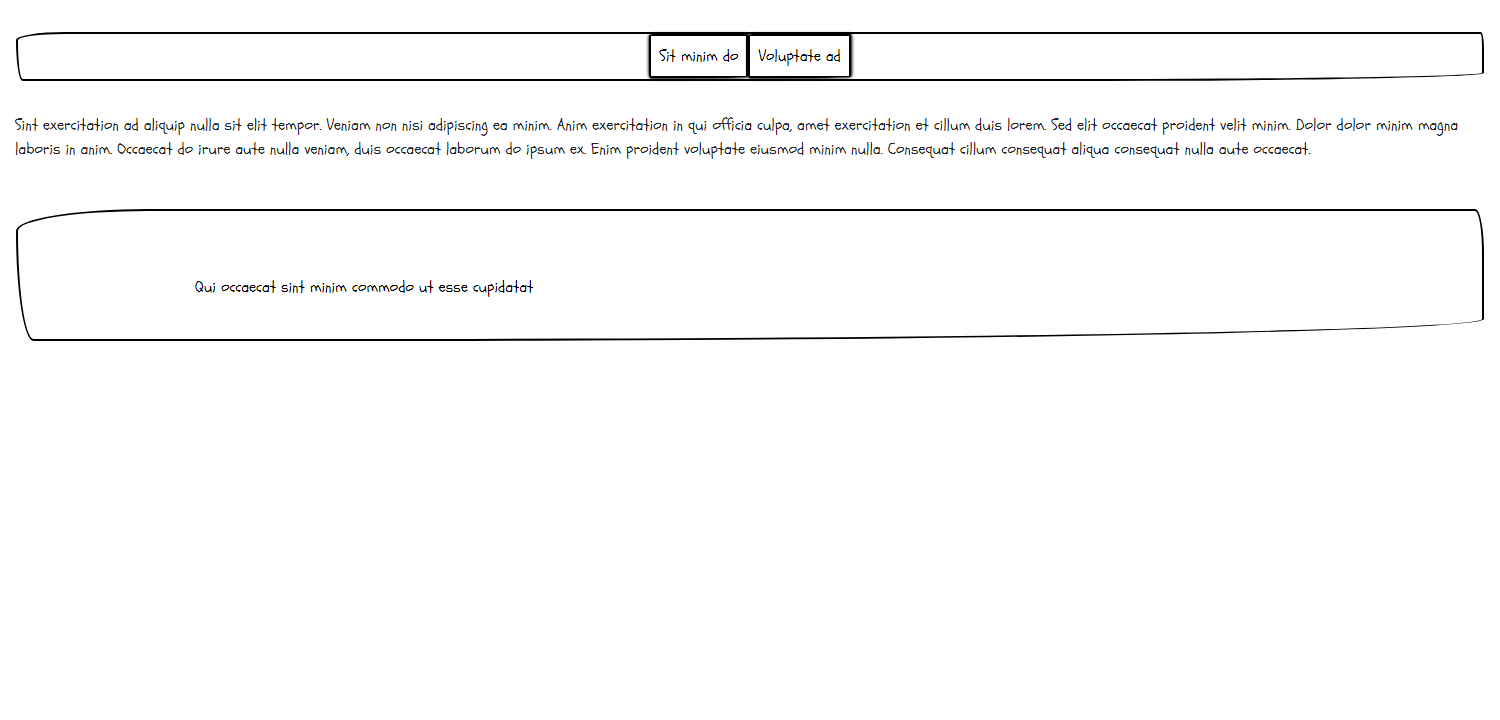 Sit minim do
Voluptate ad
Sint exercitation ad aliquip nulla sit elit tempor. Veniam non nisi adipiscing ea minim. Anim exercitation in qui officia culpa, amet exercitation et cillum duis lorem. Sed elit occaecat proident velit minim. Dolor dolor minim magna
laboris in anim. Occaecat do irure aute nulla veniam, duis occaecat laborum do ipsum ex. Enim proident voluptate eiusmod minim nulla. Consequat cillum consequat aliqua consequat nulla aute occaecat.
Qui occaecat sint minim commodo ut esse cupidatat